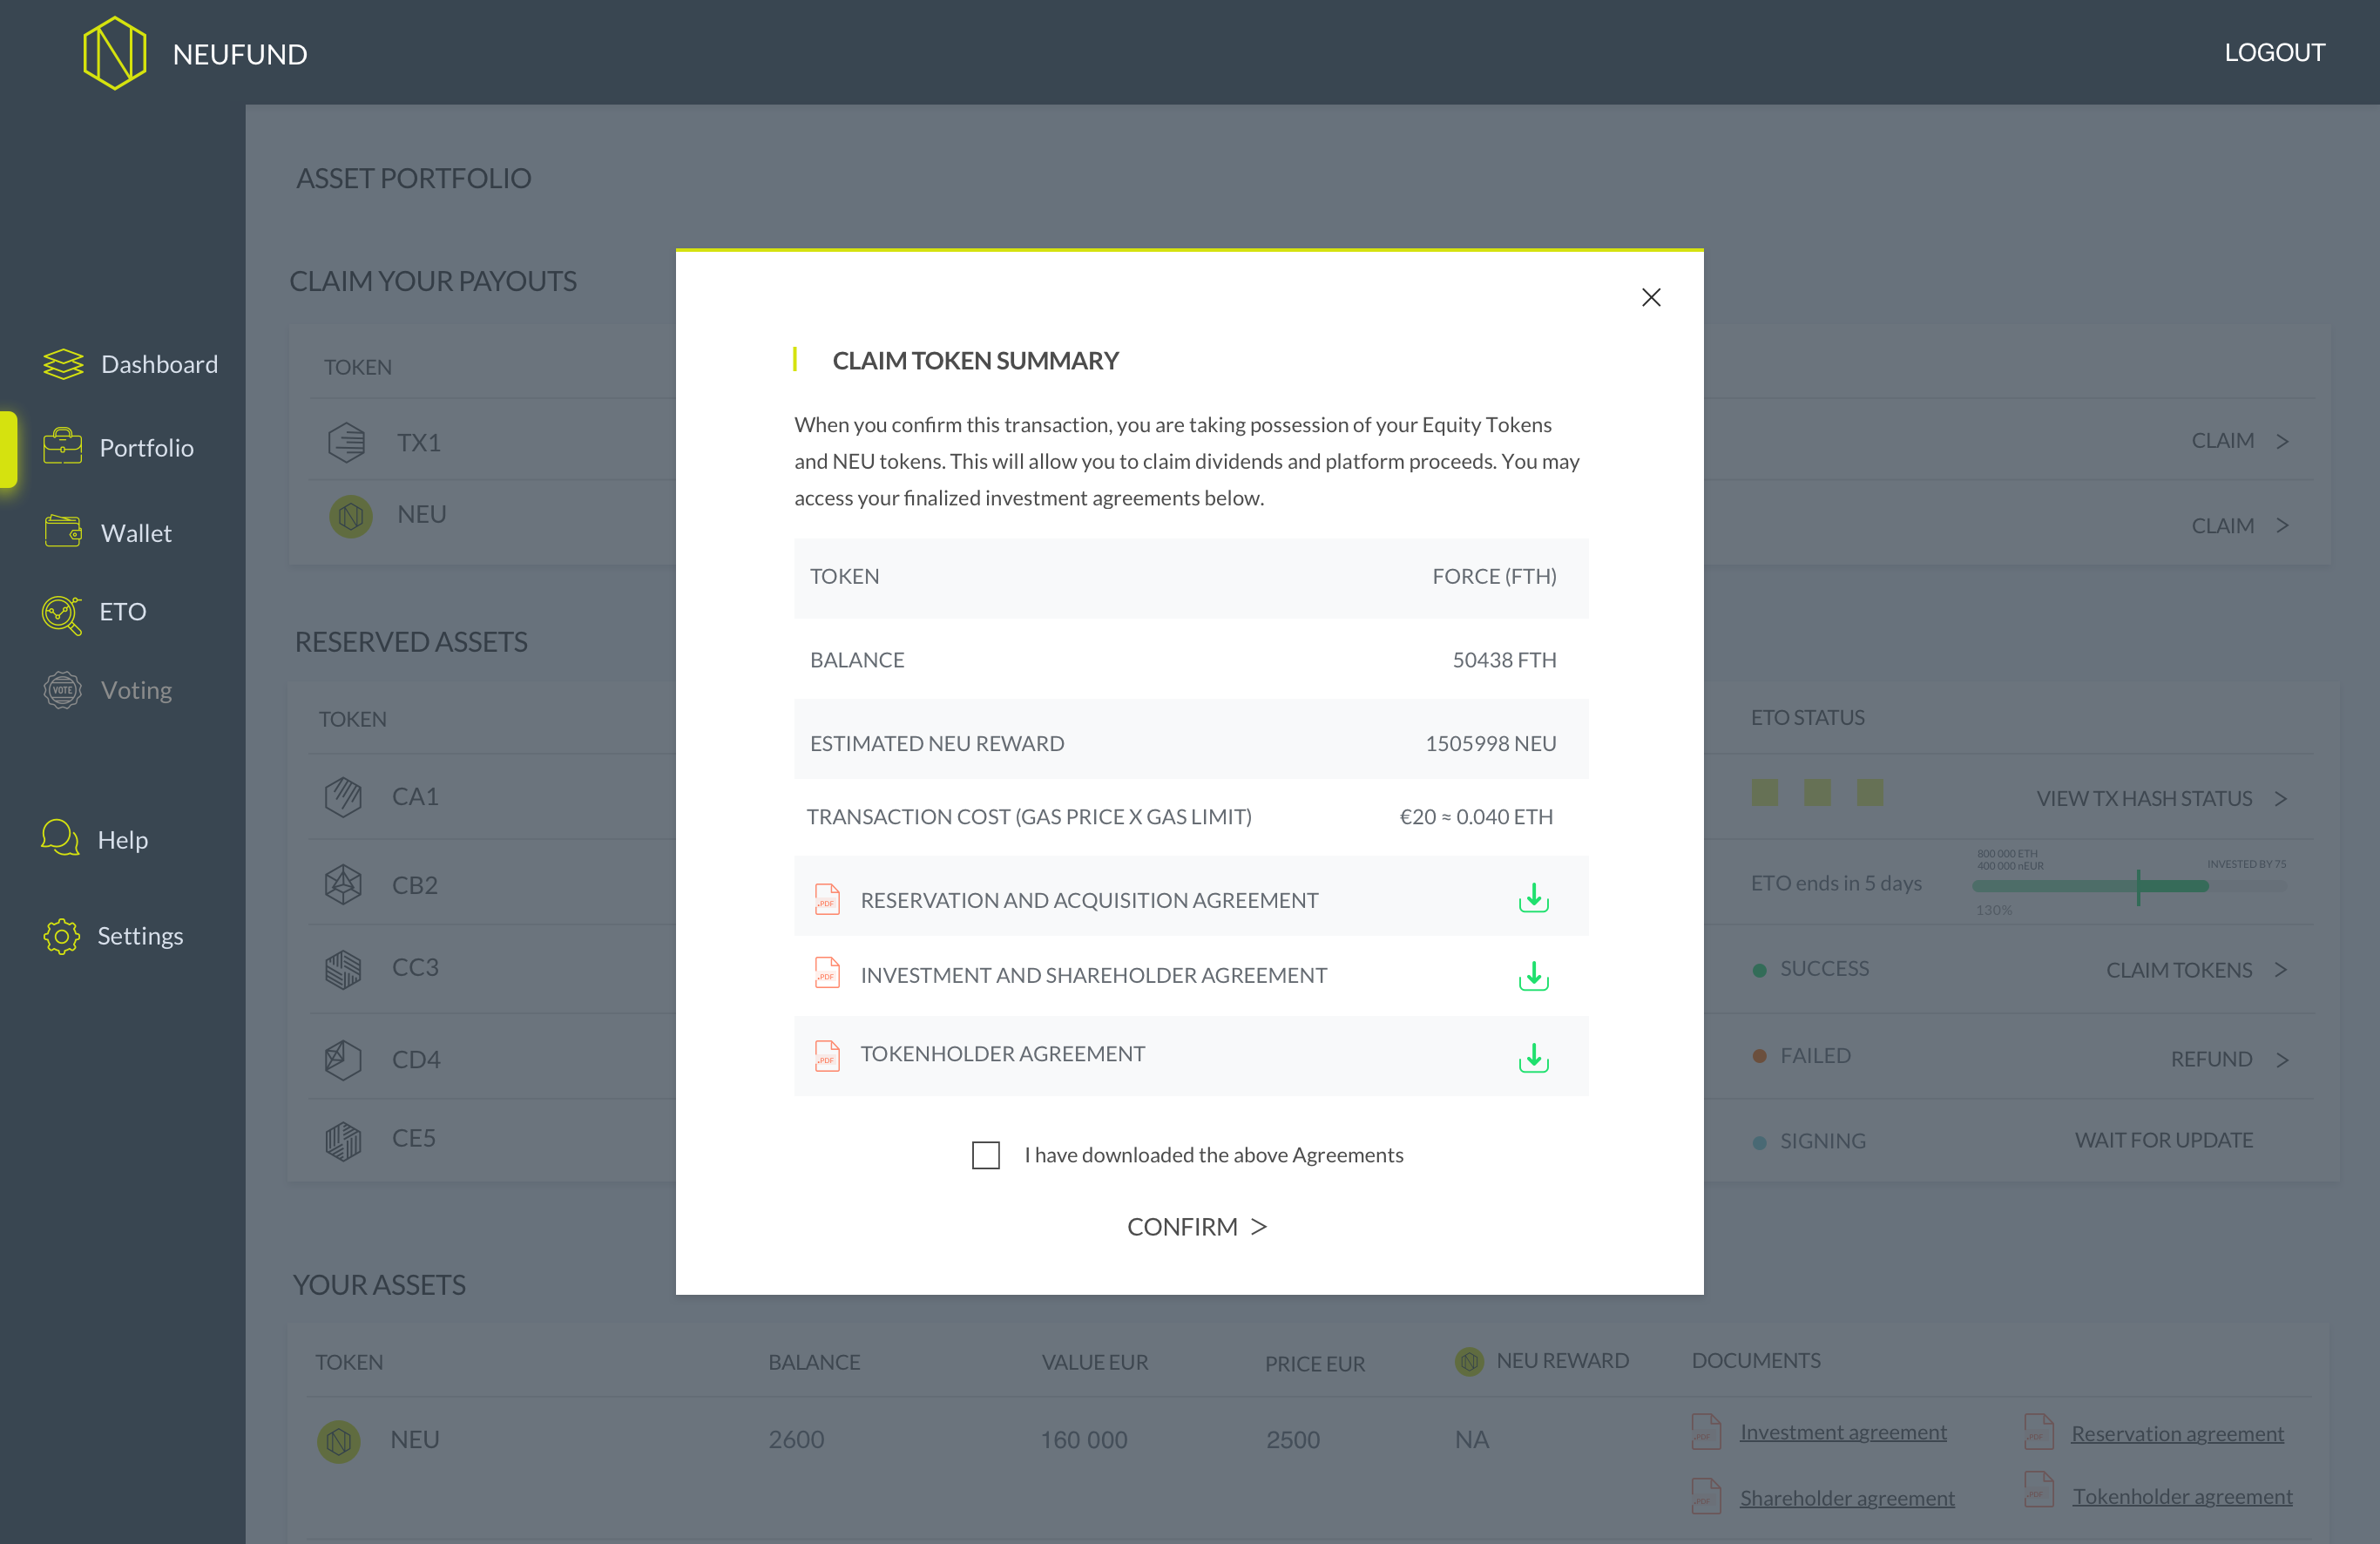 NEUFUND
LOGOUT
Dashboard
Portfolio
Wallet
ETO
VOTE
Voting
Help
Settings
ASSET PORTFOLIO
CLAIM YOUR PAYOUTS
TOKEN
TX1
CLAIM >
NEU
CLAIM >
RESERVED ASSETS
TOKEN
ETO STATUS
CA1
VIEW TX HASH STATUS >
CB2
ETO ends in 5 days
800 000 ETH
400 000 nEUR
INVESTED BY 75
130%
CC3
SUCCESS
CLAIM TOKENS >
CD4
FAILED
REFUND >
CE5
SIGNING
WAIT FOR UPDATE
CLAIM TOKEN SUMMARY
When you confirm this transaction, you are taking possession of your Equity Tokens
and NEU tokens. This will allow you to claim dividends and platform proceeds. You may
access your finalized investment agreements below.
TOKEN FORCE (FTH)
BALANCE 50438 FTH
ESTIMATED NEU REWARD 1505998 NEU
TRANSACTION COST (GAS PRICE X GAS LIMIT) €20 ≈ 0.040 ETH
.PDF RESERVATION AND ACQUISITION AGREEMENT
.PDF INVESTMENT AND SHAREHOLDER AGREEMENT
.PDF TOKENHOLDER AGREEMENT
I have downloaded the above Agreements
CONFIRM >
YOUR ASSETS
TOKEN BALANCE VALUE EUR PRICE EUR NEU REWARD DOCUMENTS
NEU 2600 160 000 2500 NA
.PDF Investment agreement .PDF Reservation agreement
.PDF Shareholder agreement .PDF Tokenholder agreement